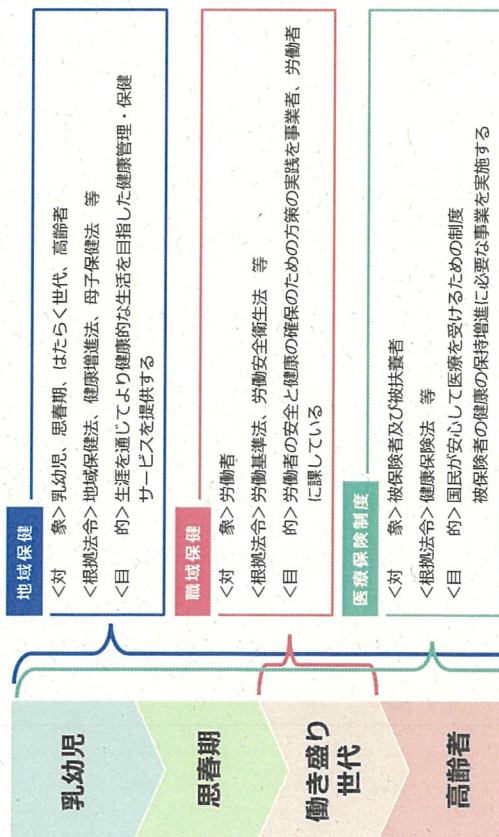 乳幼児
思春期
働き盛り
世代
高齢者
地域保健
<対　　象>乳幼児、思春期、はたらく世代、高齢者
<根拠法令>地域保健法、健康増進法、母子保健法　等
<目　　的>生涯を通じてより健康的な生活を目指した健康管理・保健
サービスを提供する
職域保健
<対　　象>労働者
<根拠法令>労働基準法、労働安全衛生法　等
<目　　的>労働者の安全と健康の確保のための方策の実践を事業者、労働者
に課している
医療保険制度
<対　　象>被保険者及び被扶養者
<根拠法令>健康保険法　等
<目　　的>国民が安心して医療を受けるための制度
被保険者の健康の保持増進に必要な事業を実施する